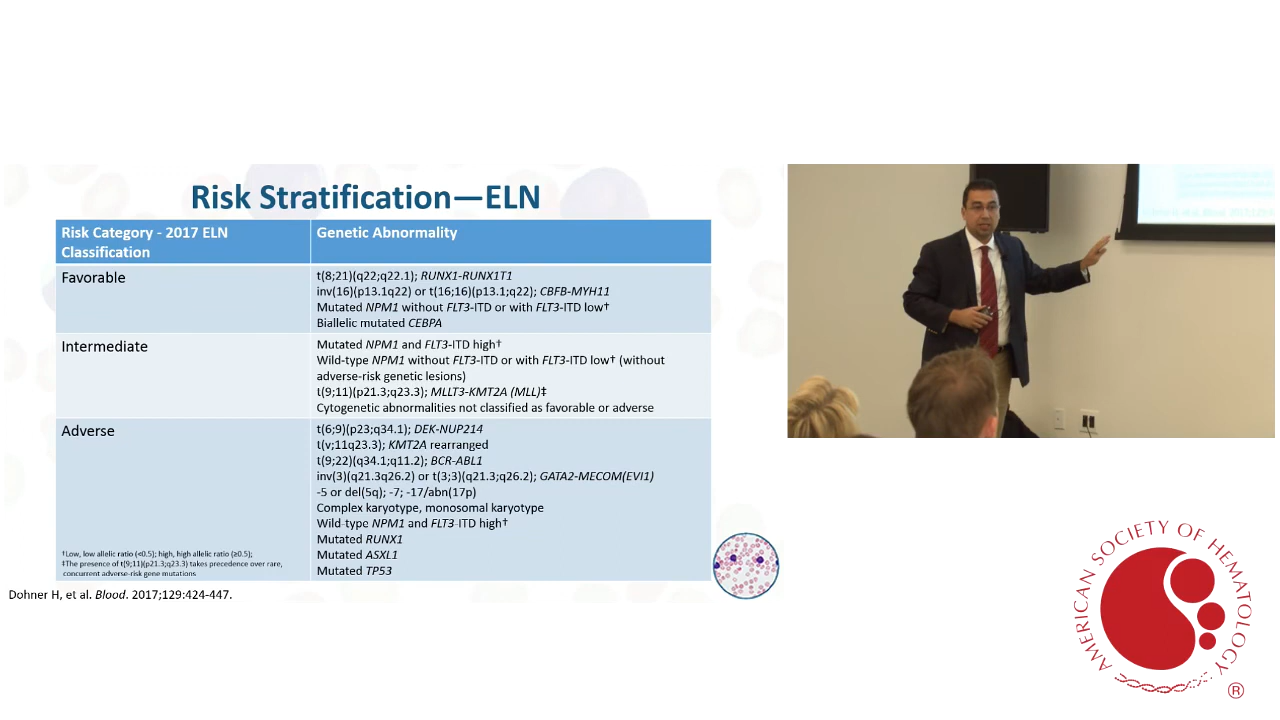 Risk Stratification—ELN
Risk Category - 2017 ELN
Classification
Genetic Abnormality
Favorable
t(8;21)(q22;q22.1); RUNX1-RUNX1T1
inv(16)(p13.1q22) or t(16;16)(p13.1;q22); CBFB-MYH11
Mutated NPM1 without FLT3-ITD or with FLT3-ITD low†
Biallelic mutated CEBPA
Intermediate
Mutated NPM1 and FLT3-ITD high†
Wild-type NPM1 without FLT3-ITD or with FLT3-ITD low† (without
adverse-risk genetic lesions)
t(9;11)(p21.3;q23.3); MLLT3-KMT2A (MLL)‡
Cytogenetic abnormalities not classified as favorable or adverse
Adverse
t(6;9)(p23;q34.1); DEK-NUP214
t(v;11q23.3); KMT2A rearranged
t(9;22)(q34.1;q11.2); BCR-ABL1
inv(3)(q21.3q26.2) or t(3;3)(q21.3;q26.2); GATA2-MECOM(EVI1)
-5 or del(5q); -7; -17/abn(17p)
Complex karyotype, monosomal karyotype
Wild-type NPM1 and FLT3-ITD high†
Mutated RUNX1
Mutated ASXL1
Mutated TP53
†Low, low allelic ratio (<0.5); high, high allelic ratio (≥0.5);
‡The presence of t(9;11)(p21.3;q23.3) takes precedence over rare,
concurrent adverse-risk gene mutations
Dohner H, et al. Blood. 2017;129:424-447.
AMERICAN SOCIETY OF HEMATOLOGY
®